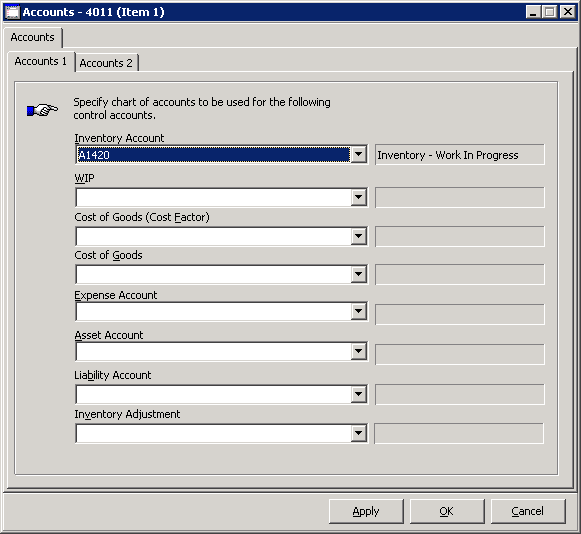 Accounts - 4011 (Item 1)
Accounts
Accounts 1 Accounts 2
Specify chart of accounts to be used for the following
control accounts.
Inventory Account
A1420 Inventory - Work In Progress
WIP
Cost of Goods (Cost Factor)
Cost of Goods
Expense Account
Asset Account
Liability Account
Inventory Adjustment
Apply OK Cancel